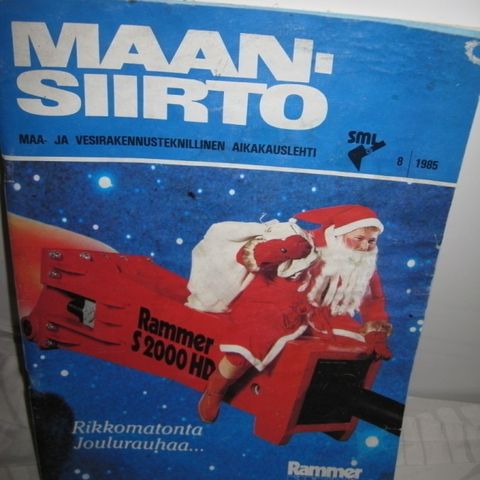 MAAN-
SIIRTO
MAA- JA VESIRAKENNUSTEKNILLINEN AIKAKAUSLEHTI
SML
8 | 1985
Rammer
S 2000 HD
Rikkomatonta
Joulurauhaa...
Rammer